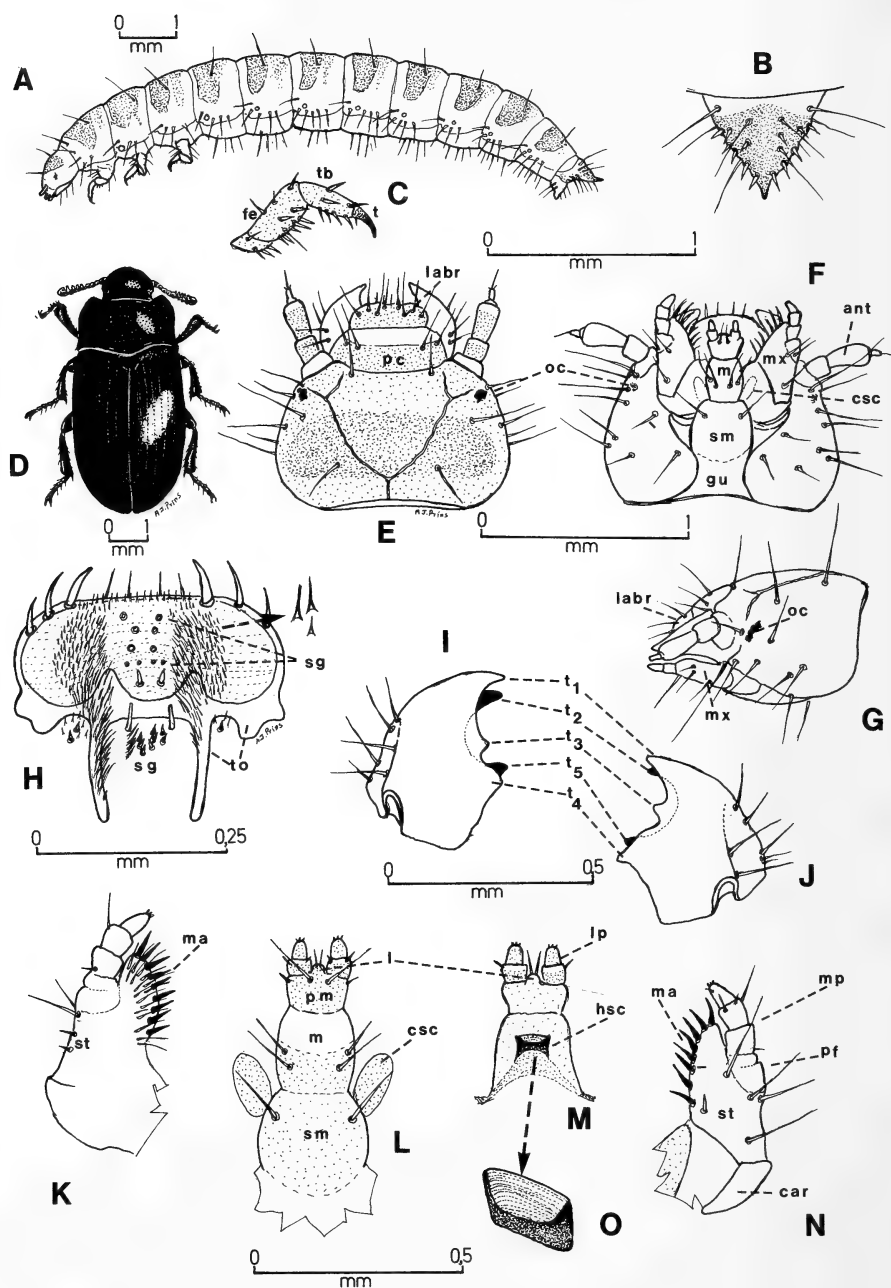 0 1
mm
A
B
tb
fe
C
t
0 1
mm
F
labr
ant
pc
oc
m
mx
csc
sm
gu
D
A.J.Prins
0 1
mm
A.J.Prins
E
0 1
mm
H
sg
sg
to
A.J.Prins
0 0,25
mm
I
t1
t2
t3
t5
t4
labr
oc
mx
G
0 0,5
mm
J
K
ma
st
l
pm
m
csc
sm
L
0 0,5
mm
lp
hsc
M
O
ma
mp
pf
st
car
N